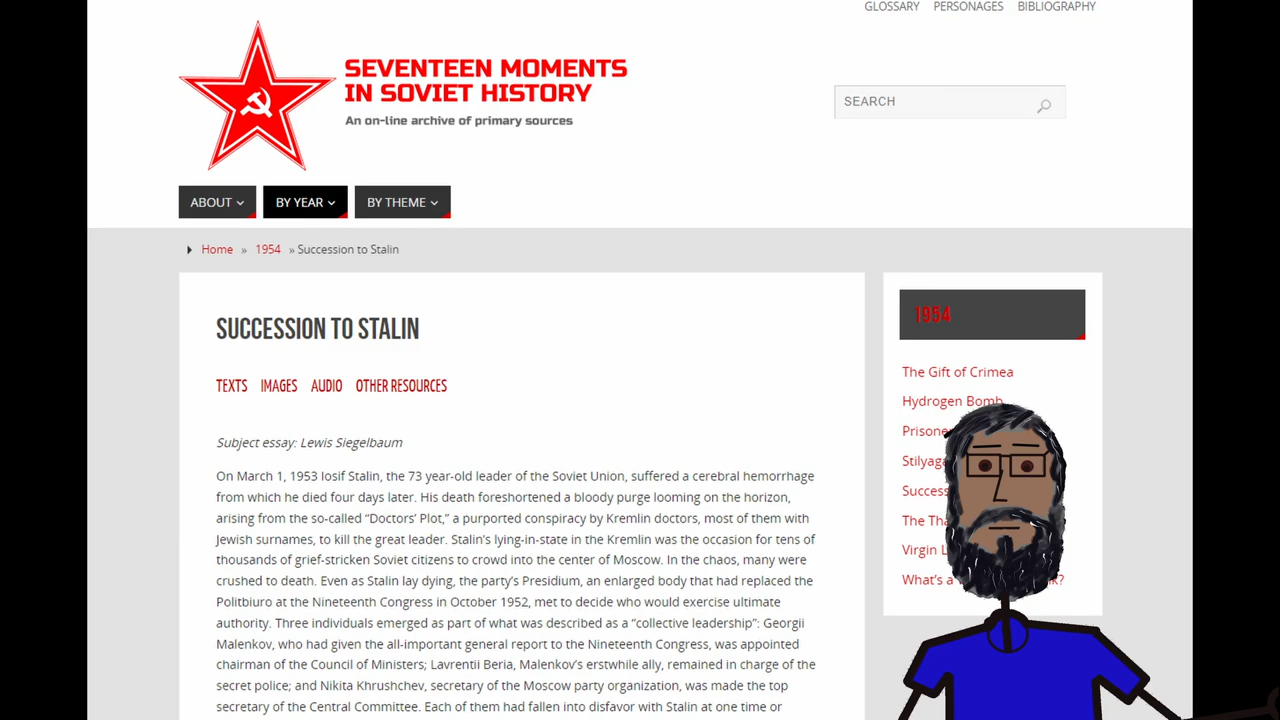 GLOSSARY PERSONAGES BIBLIOGRAPHY
SEVENTEEN MOMENTS
IN SOVIET HISTORY
An on-line archive of primary sources
SEARCH
ABOUT BY YEAR BY THEME
Home » 1954 » Succession to Stalin
SUCCESSION TO STALIN
TEXTS IMAGES AUDIO OTHER RESOURCES
Subject essay: Lewis Siegelbaum
On March 1, 1953 Iosif Stalin, the 73 year-old leader of the Soviet Union, suffered a cerebral hemorrhage
from which he died four days later. His death foreshortened a bloody purge looming on the horizon,
arising from the so-called “Doctors’ Plot,” a purported conspiracy by Kremlin doctors, most of them with
Jewish surnames, to kill the great leader. Stalin’s lying-in-state in the Kremlin was the occasion for tens of
thousands of grief-stricken Soviet citizens to crowd into the center of Moscow. In the chaos, many were
crushed to death. Even as Stalin lay dying, the party’s Presidium, an enlarged body that had replaced the
Politbiuro at the Nineteenth Congress in October 1952, met to decide who would exercise ultimate
authority. Three individuals emerged as part of what was described as a “collective leadership”: Georgii
Malenkov, who had given the all-important general report to the Nineteenth Congress, was appointed
chairman of the Council of Ministers; Lavrentii Beria, Malenkov’s erstwhile ally, remained in charge of the
secret police; and Nikita Khrushchev, secretary of the Moscow party organization, was made the top
secretary of the Central Committee. Each of them had fallen into disfavor with Stalin at one time or
1954
The Gift of Crimea
Hydrogen Bomb
The
What’s a